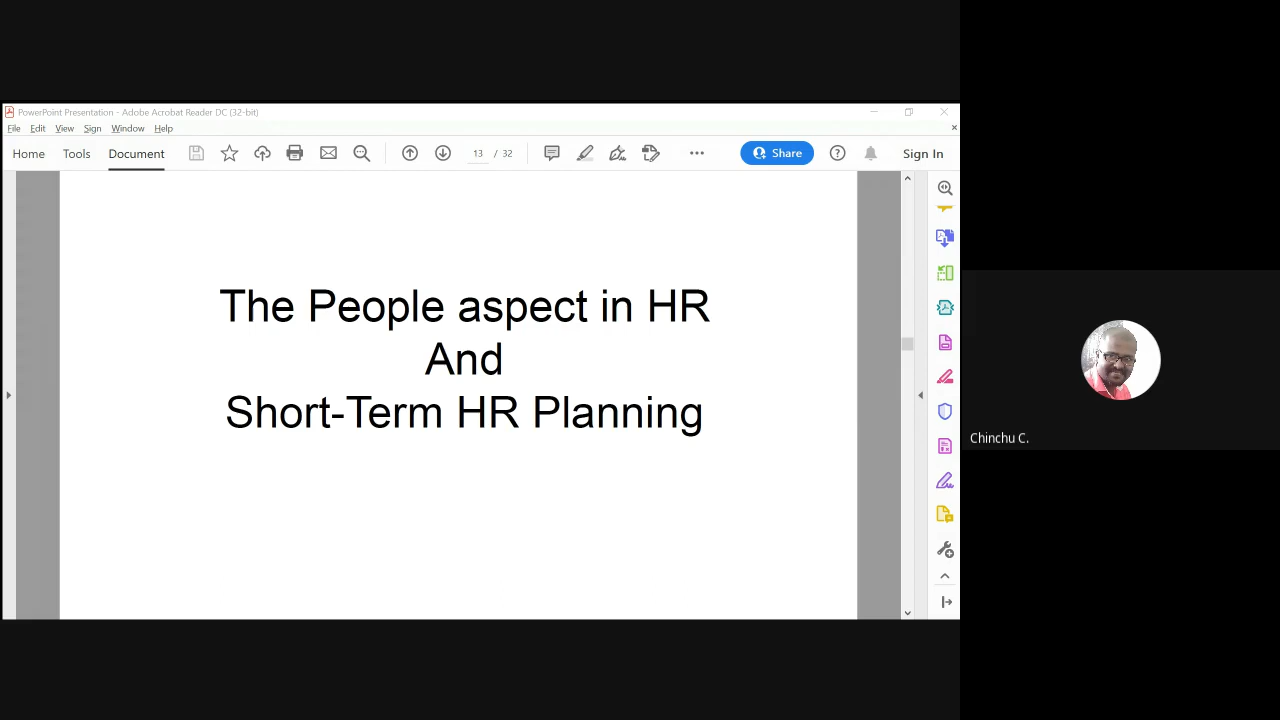 PowerPoint Presentation - Adobe Acrobat Reader DC (32-bit)
File Edit View Sign Window Help
Home Tools Document 13 / 32 Share Sign In
The People aspect in HR
And
Short-Term HR Planning
Chinchu C.